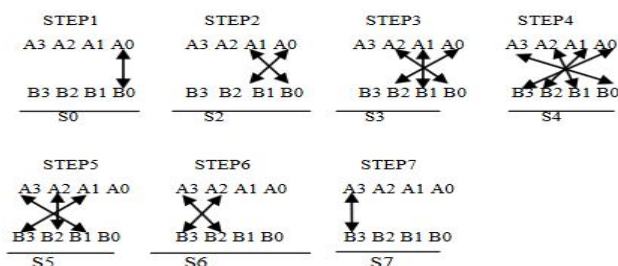 STEP1 STEP2 STEP3 STEP4
A3 A2 A1 A0 A3 A2 A1 A0 A3 A2 A1 A0 A3 A2 A1 A0
B3 B2 B1 B0 B3 B2 B1 B0 B3 B2 B1 B0 B3 B2 B1 B0
S0 S2 S3 S4
STEP5 STEP6 STEP7
A3 A2 A1 A0 A3 A2 A1 A0 A3 A2 A1 A0
B3 B2 B1 B0 B3 B2 B1 B0 B3 B2 B1 B0
S5 S6 S7